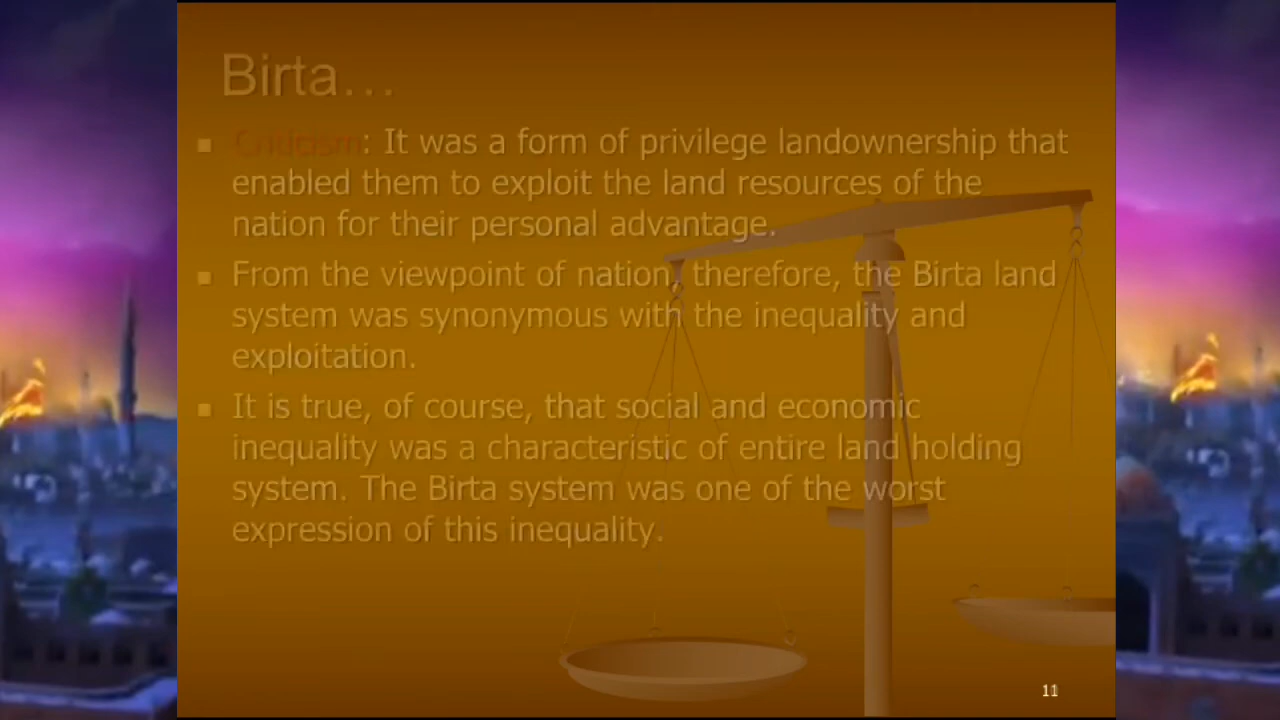 Birta…
▪ Criticism: It was a form of privilege landownership that
enabled them to exploit the land resources of the
nation for their personal advantage.
▪ From the viewpoint of nation, therefore, the Birta land
system was synonymous with the inequality and
exploitation.
▪ It is true, of course, that social and economic
inequality was a characteristic of entire land holding
system. The Birta system was one of the worst
expression of this inequality.
11